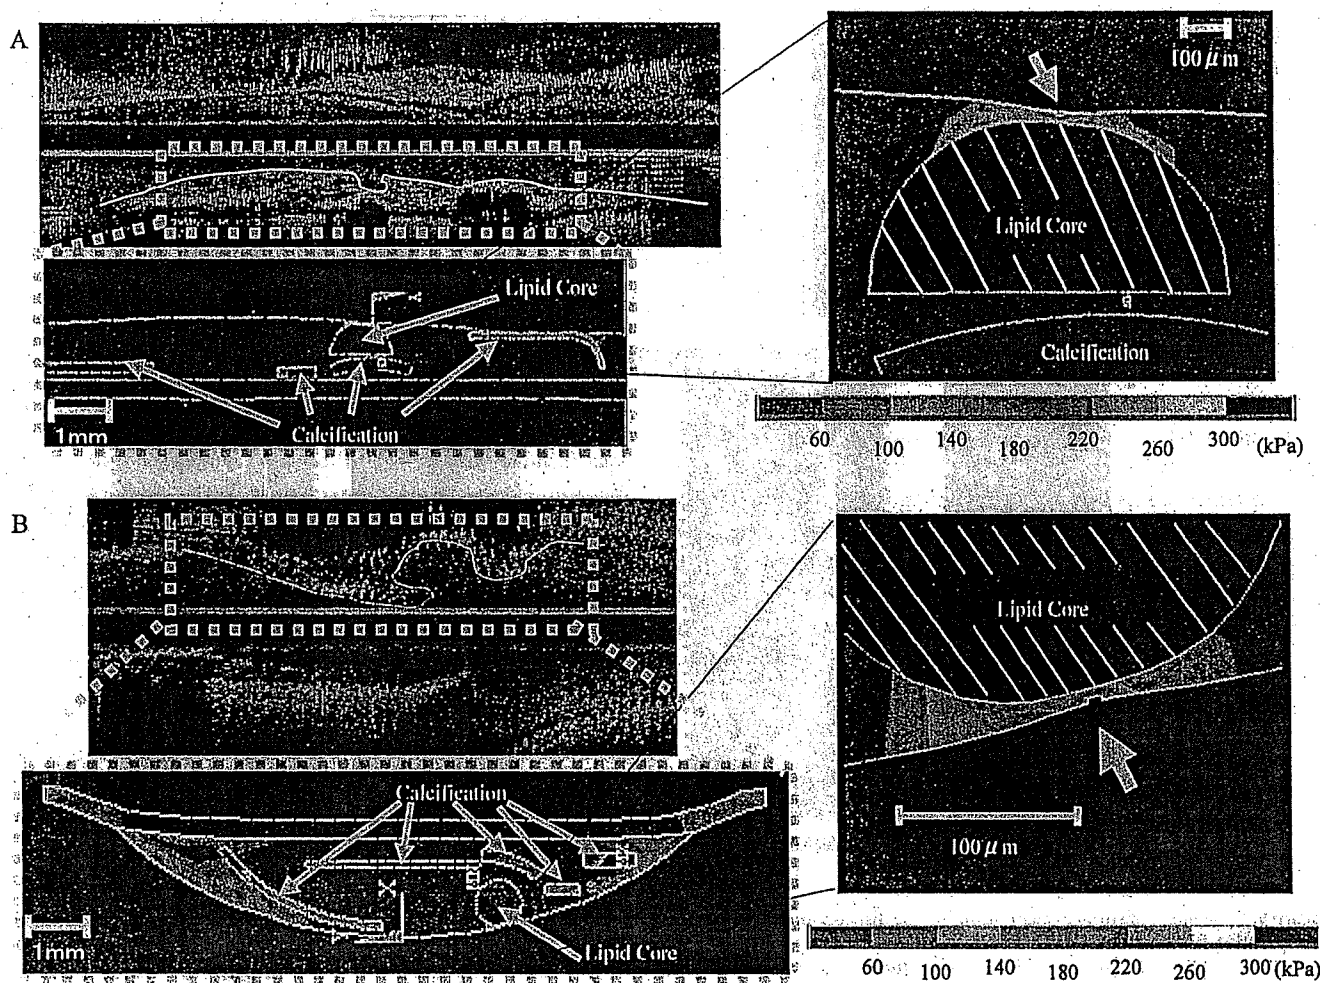 A
100 μm
Lipid Core
Calcification
Lipid Core
Calcification
1mm
60 100 140 180 220 260 300 (kPa)
B
Lipid Core
100 μm
Calcification
X
Lipid Core
1mm
60 100 140 180 220 260 300 (kPa)